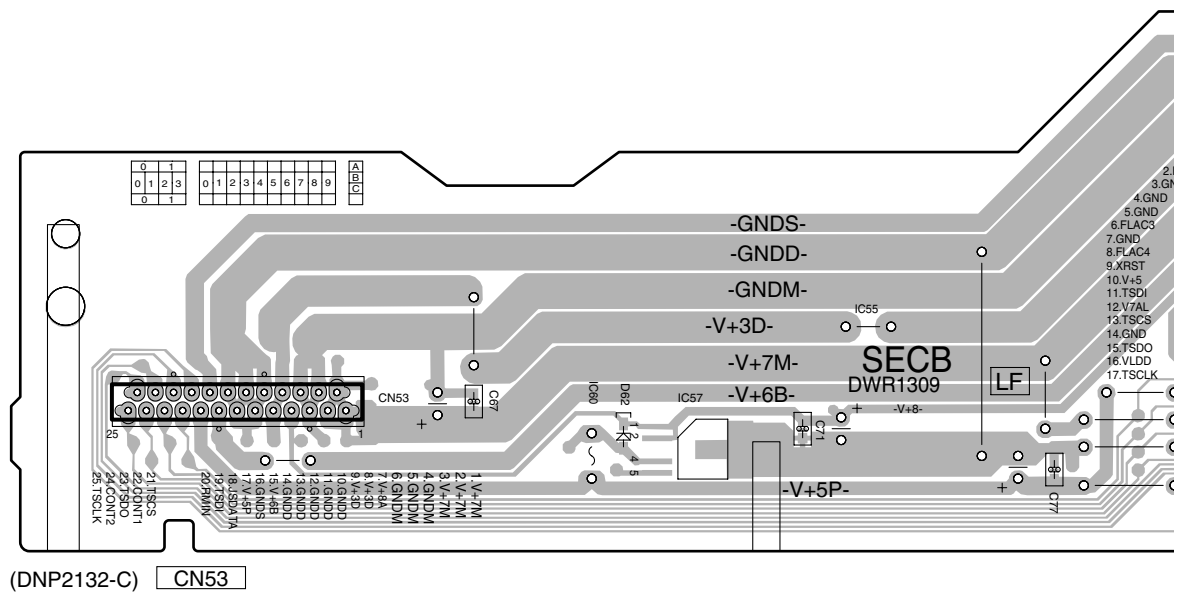 0 1
0 1 2 3
0 1
0 1 2 3 4 5 6 7 8 9
A
B
C
-GNDS-
-GNDD-
-GNDM-
-V+3D-
IC55
-V+7M-
SECB
DWR1309
LF
-V+6B-
-V+8-
-V+5P-
CN53
C67
IC60
D62
IC57
1
2
4
5
C71
C77
+
+
+
25
1
4.GND
5.GND
6.FLAC3
7.GND
8.FLAC4
9.XRST
10.V+5
11.TSDI
12.V7AL
13.TSCS
14.GND
15.TSDO
16.VLDD
17.TSCLK
25.TSCLK
24.CONT2
23.TSDO
22.CONT1
21.TSCS
20.RMIN
19.TSDI
18.JSDATA
17.V+5P
16.GNDS
15.V+6B
14.GNDD
13.GNDD
12.GNDD
11.GNDD
10.GNDD
9.V+3D
8.V+3D
7.V+8A
6.GNDM
5.GNDM
4.GNDM
3.V+7M
2.V+7M
1.V+7M
(DNP2132-C) CN53